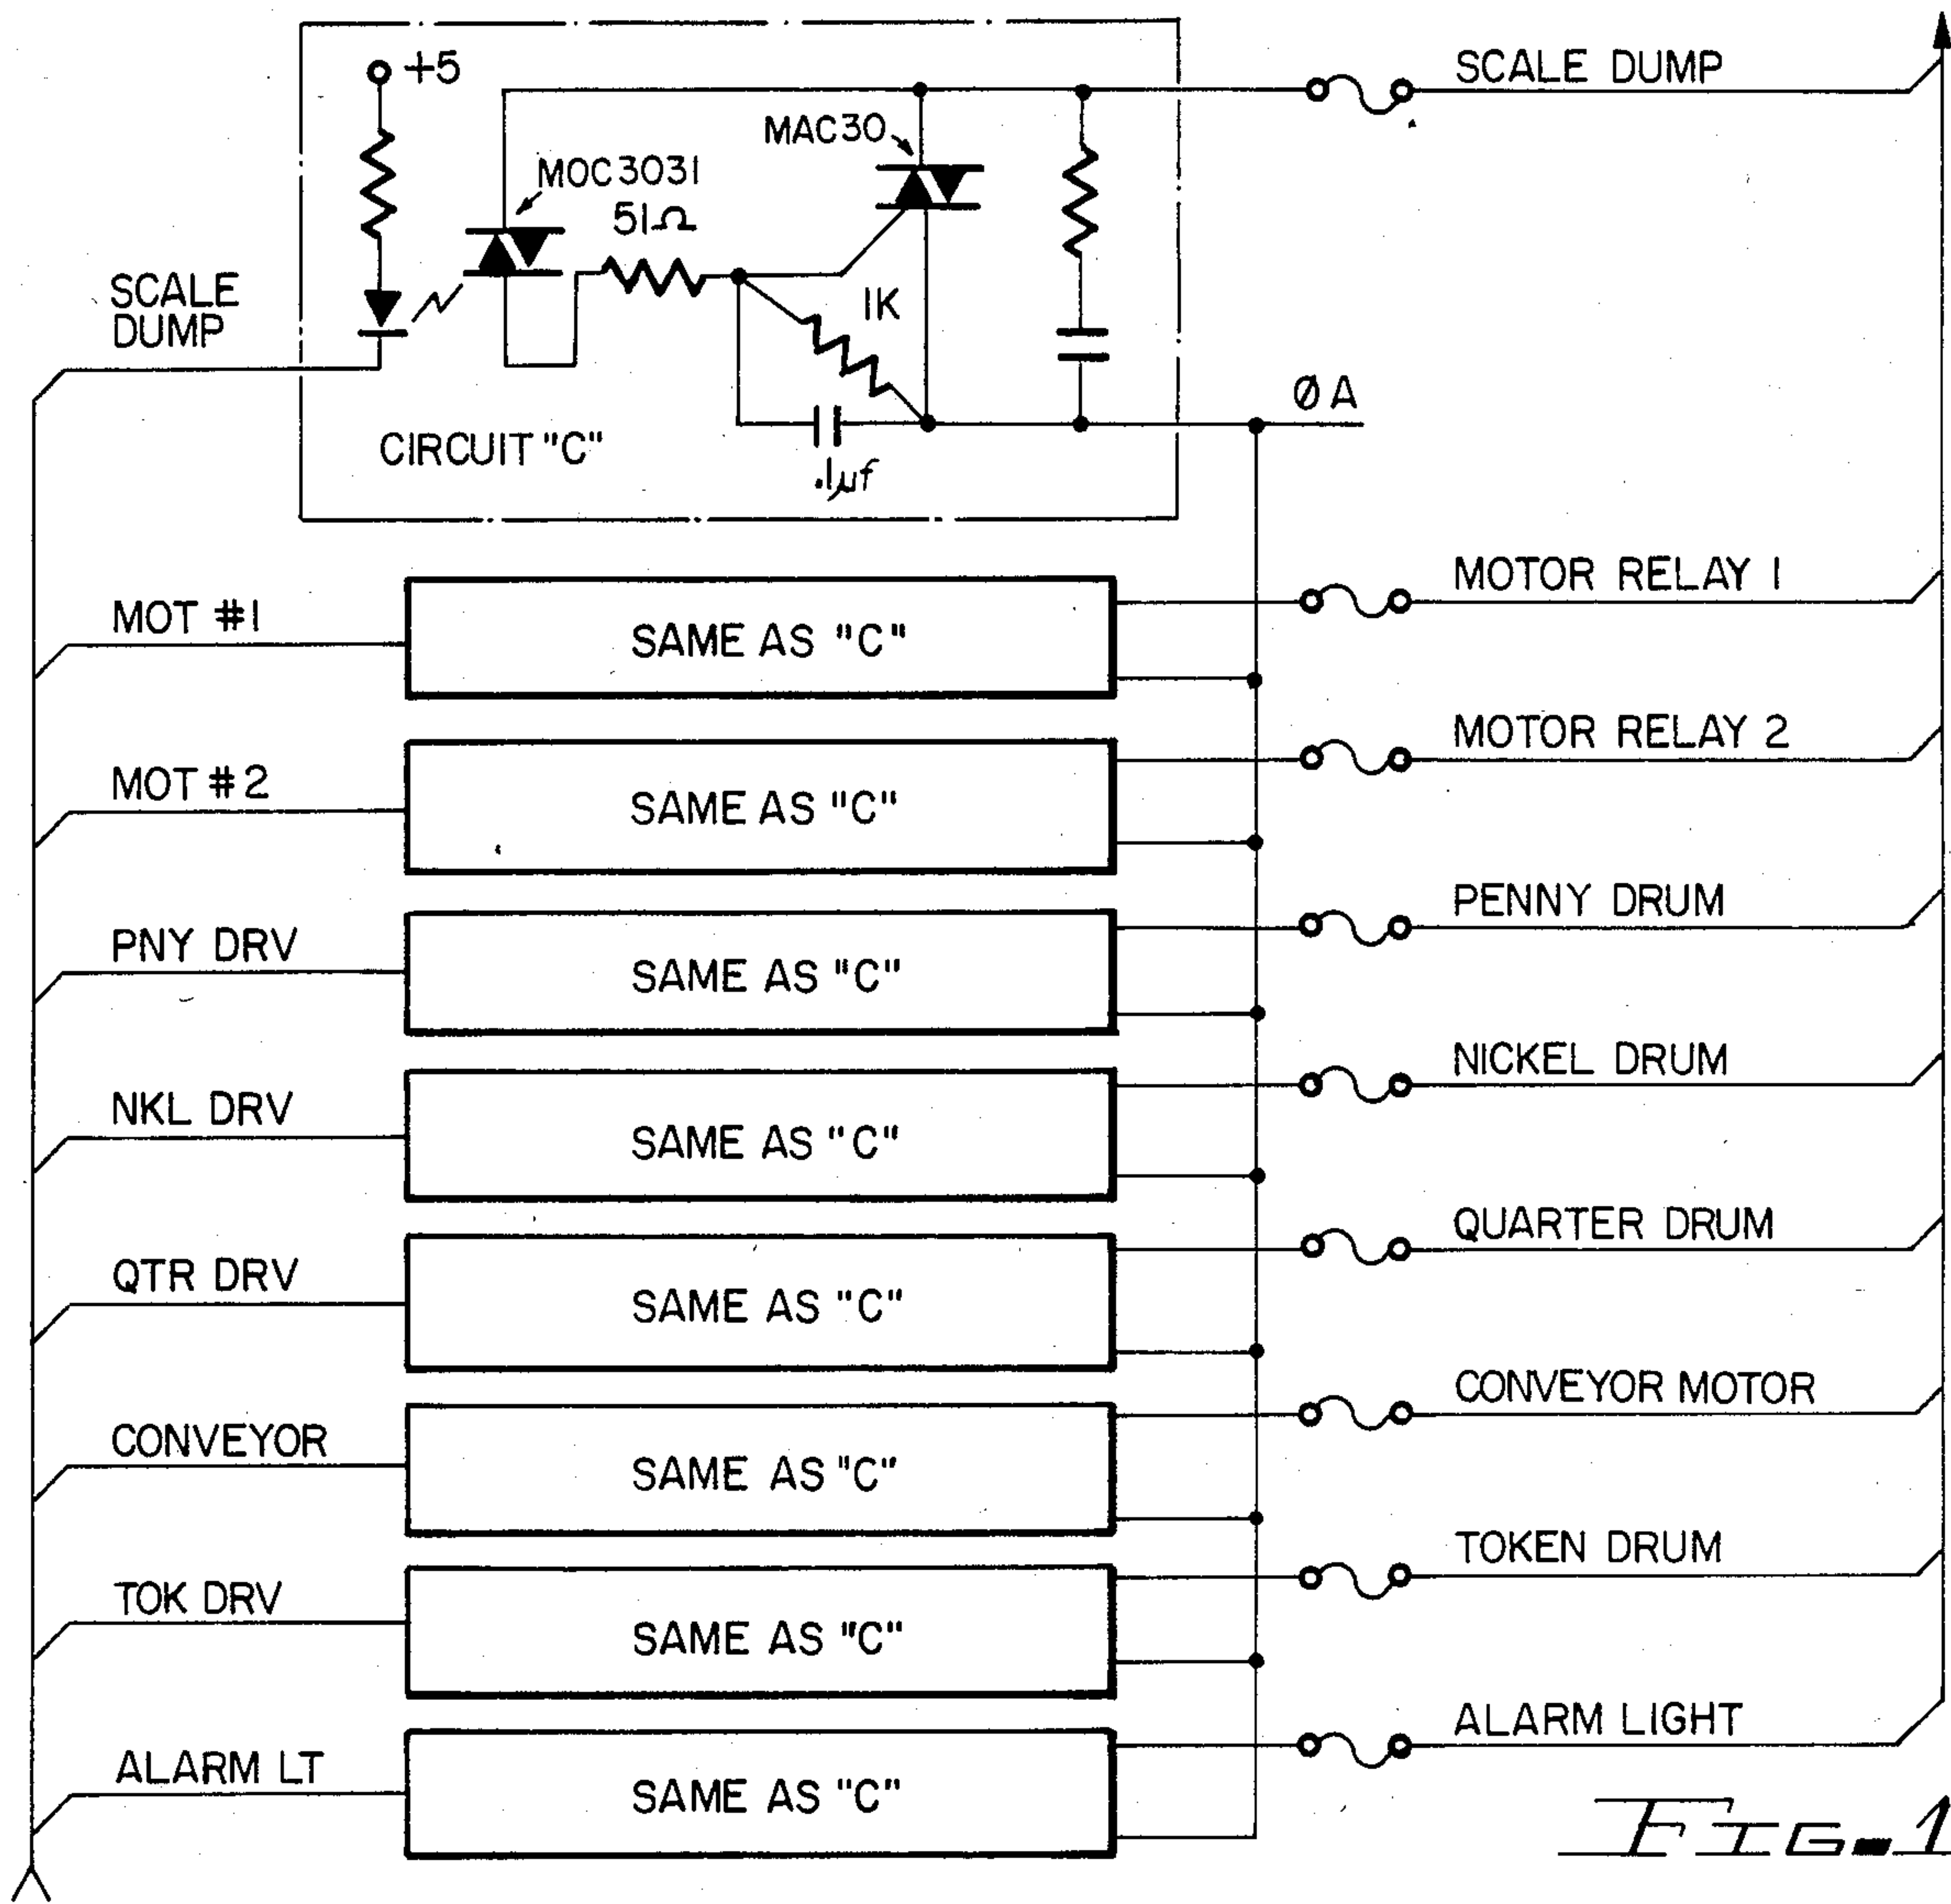 +5
SCALE DUMP
MAC30
MOC3031
51Ω
SCALE
DUMP
1K
ØA
CIRCUIT "C"
.1µf
MOTOR RELAY 1
MOT #1
SAME AS "C"
MOTOR RELAY 2
MOT #2
SAME AS "C"
PENNY DRUM
PNY DRV
SAME AS "C"
NICKEL DRUM
NKL DRV
SAME AS "C"
QUARTER DRUM
QTR DRV
SAME AS "C"
CONVEYOR MOTOR
CONVEYOR
SAME AS "C"
TOKEN DRUM
TOK DRV
SAME AS "C"
ALARM LIGHT
ALARM LT
SAME AS "C"
FIG-1